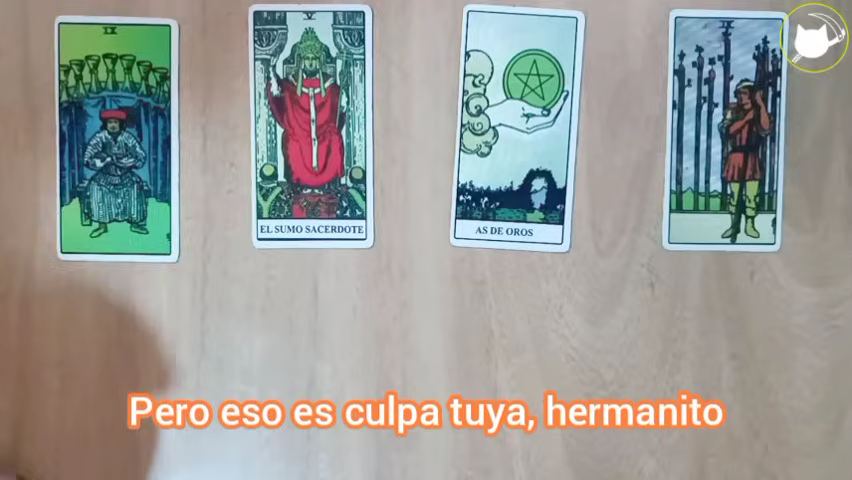 IX
V
EL SUMO SACERDOTE
AS DE OROS
Pero eso es culpa tuya, hermanito